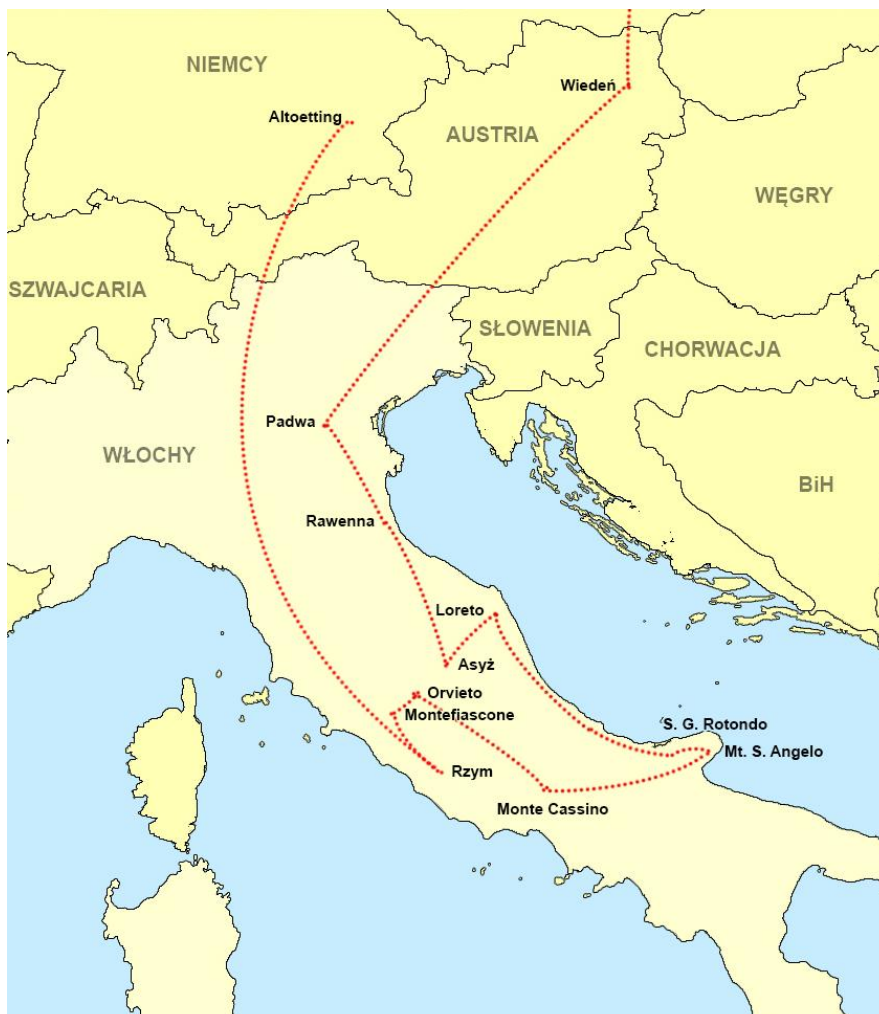 NIEMCY
Wiedeń
Altoetting
AUSTRIA
WĘGRY
SZWAJCARIA
SŁOWENIA
CHORWACJA
Padwa
WŁOCHY
BiH
Rawenna
Loreto
Asyż
Orvieto
Montefiascone
S. G. Rotondo
Mt. S. Angelo
Rzym
Monte Cassino